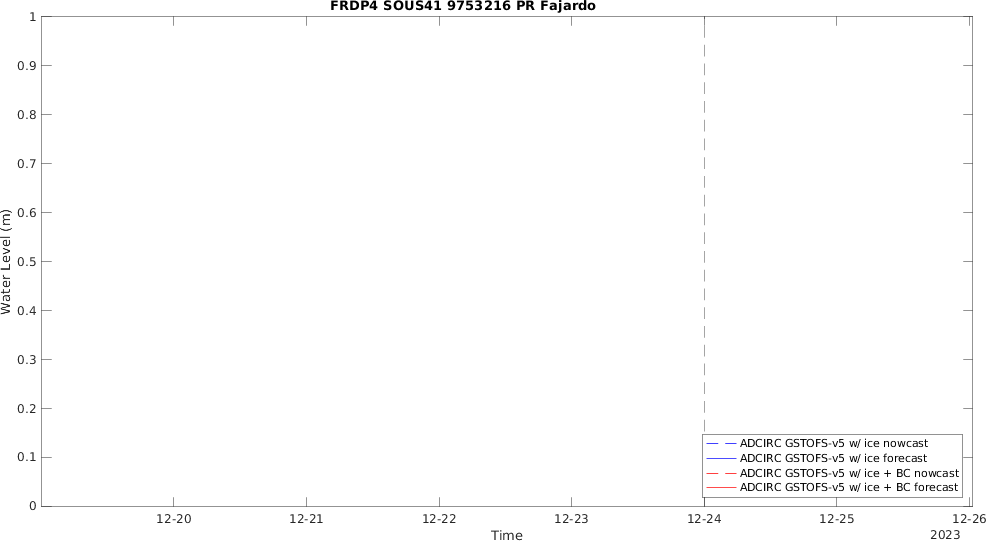 FRDP4 SOUS41 9753216 PR Fajardo
1
0.9
0.8
0.7
0.6
0.5
0.4
0.3
0.2
0.1
0
Water Level (m)
ADCIRC GSTOFS-v5 w/ ice nowcast
ADCIRC GSTOFS-v5 w/ ice forecast
ADCIRC GSTOFS-v5 w/ ice + BC nowcast
ADCIRC GSTOFS-v5 w/ ice + BC forecast
12-20 12-21 12-22 12-23 12-24 12-25 12-26
Time
2023